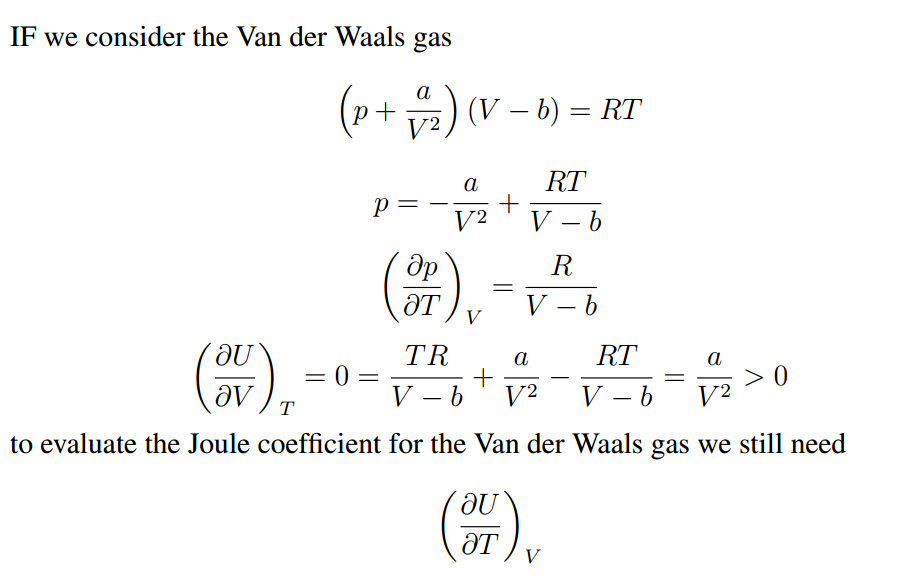 IF we consider the Van der Waals gas
(p + a/V²) (V − b) = RT
p = −a/V² + RT/(V − b)
(∂p/∂T)_V = R/(V − b)
(∂U/∂V)_T = 0 = TR/(V − b) + a/V² − RT/(V − b) = a/V² > 0
to evaluate the Joule coefficient for the Van der Waals gas we still need
(∂U/∂T)_V